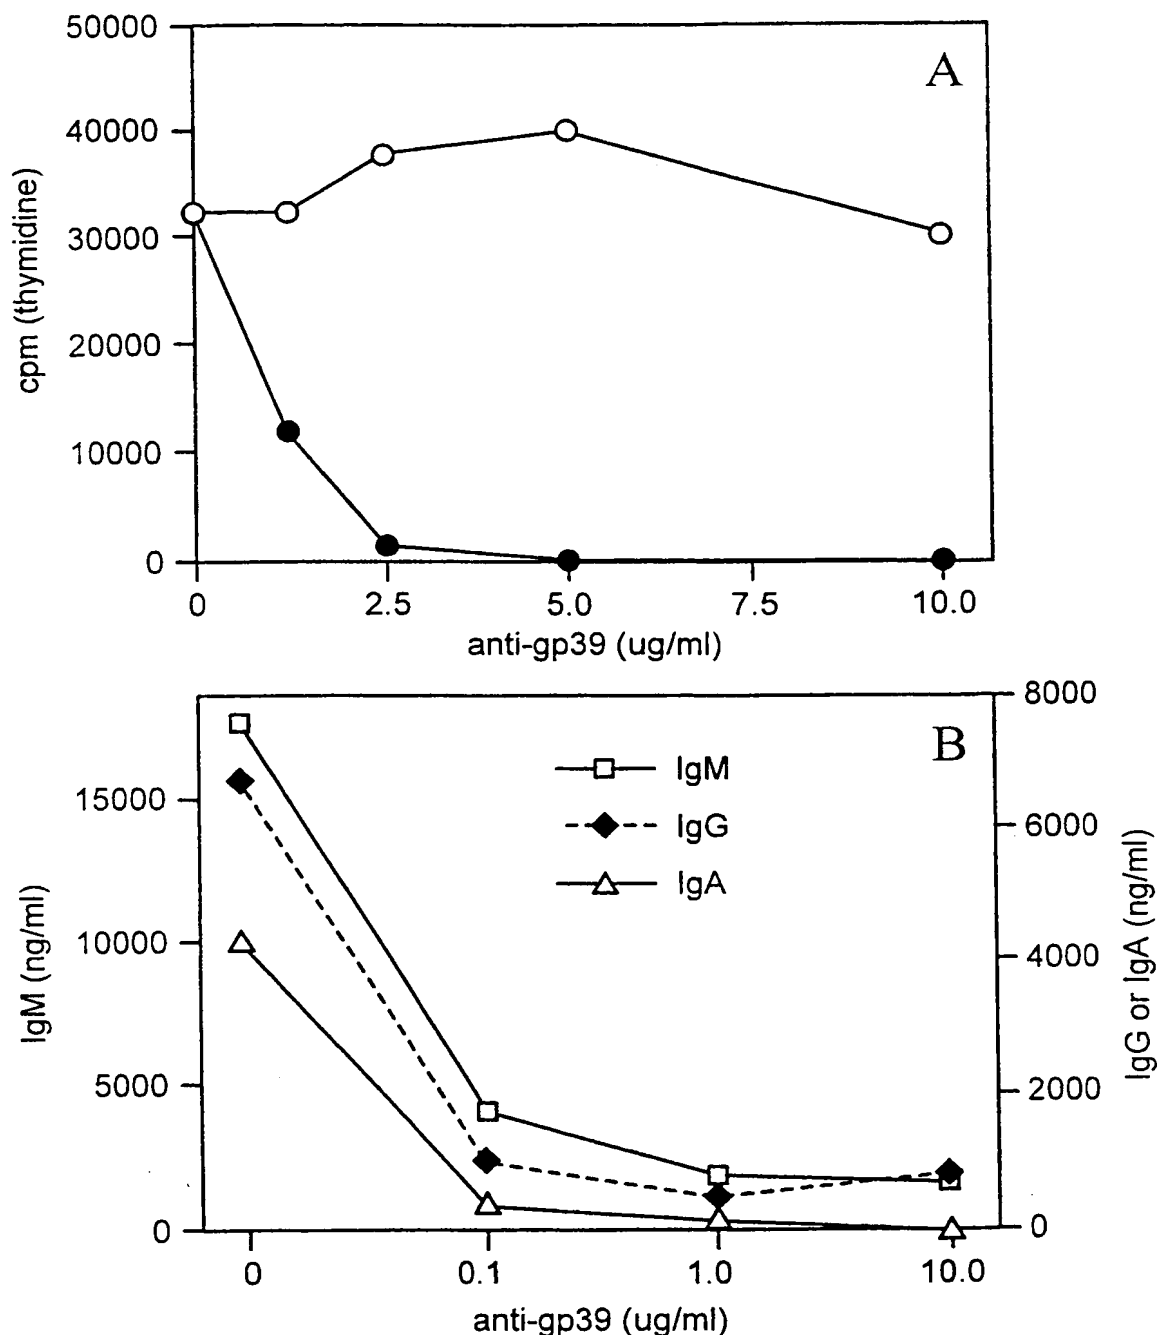 A
50000
40000
30000
20000
10000
0
cpm (thymidine)
0 2.5 5.0 7.5 10.0
anti-gp39 (ug/ml)
B
IgM
IgG
IgA
15000
10000
5000
0
IgM (ng/ml)
8000
6000
4000
2000
0
IgG or IgA (ng/ml)
0 0.1 1.0 10.0
anti-gp39 (ug/ml)